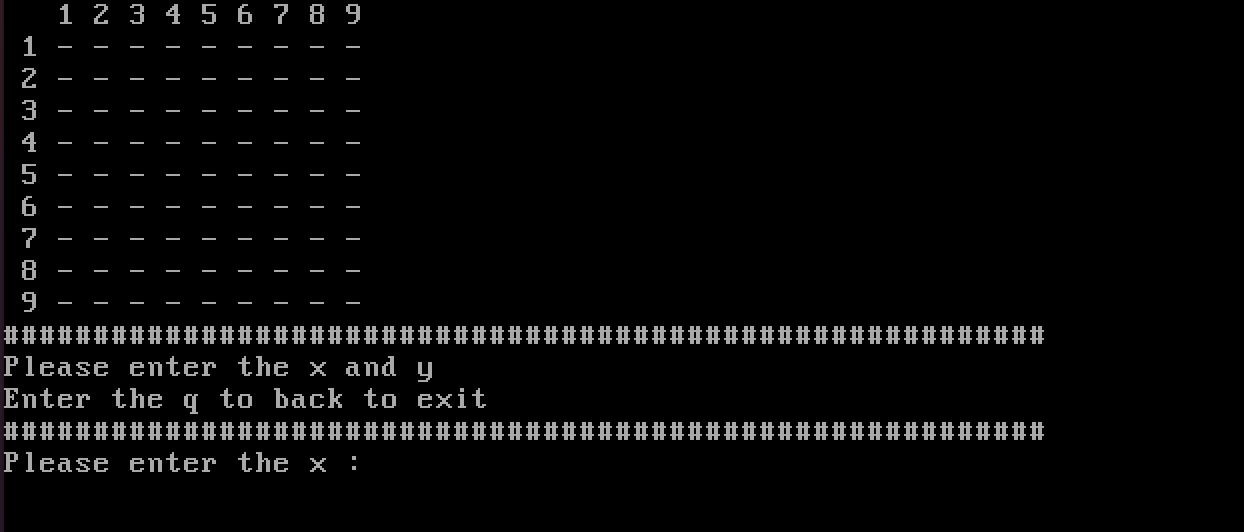 1 2 3 4 5 6 7 8 9
1 - - - - - - - - -
2 - - - - - - - - -
3 - - - - - - - - -
4 - - - - - - - - -
5 - - - - - - - - -
6 - - - - - - - - -
7 - - - - - - - - -
8 - - - - - - - - -
9 - - - - - - - - -
##########################################################
Please enter the x and y
Enter the q to back to exit
##########################################################
Please enter the x :